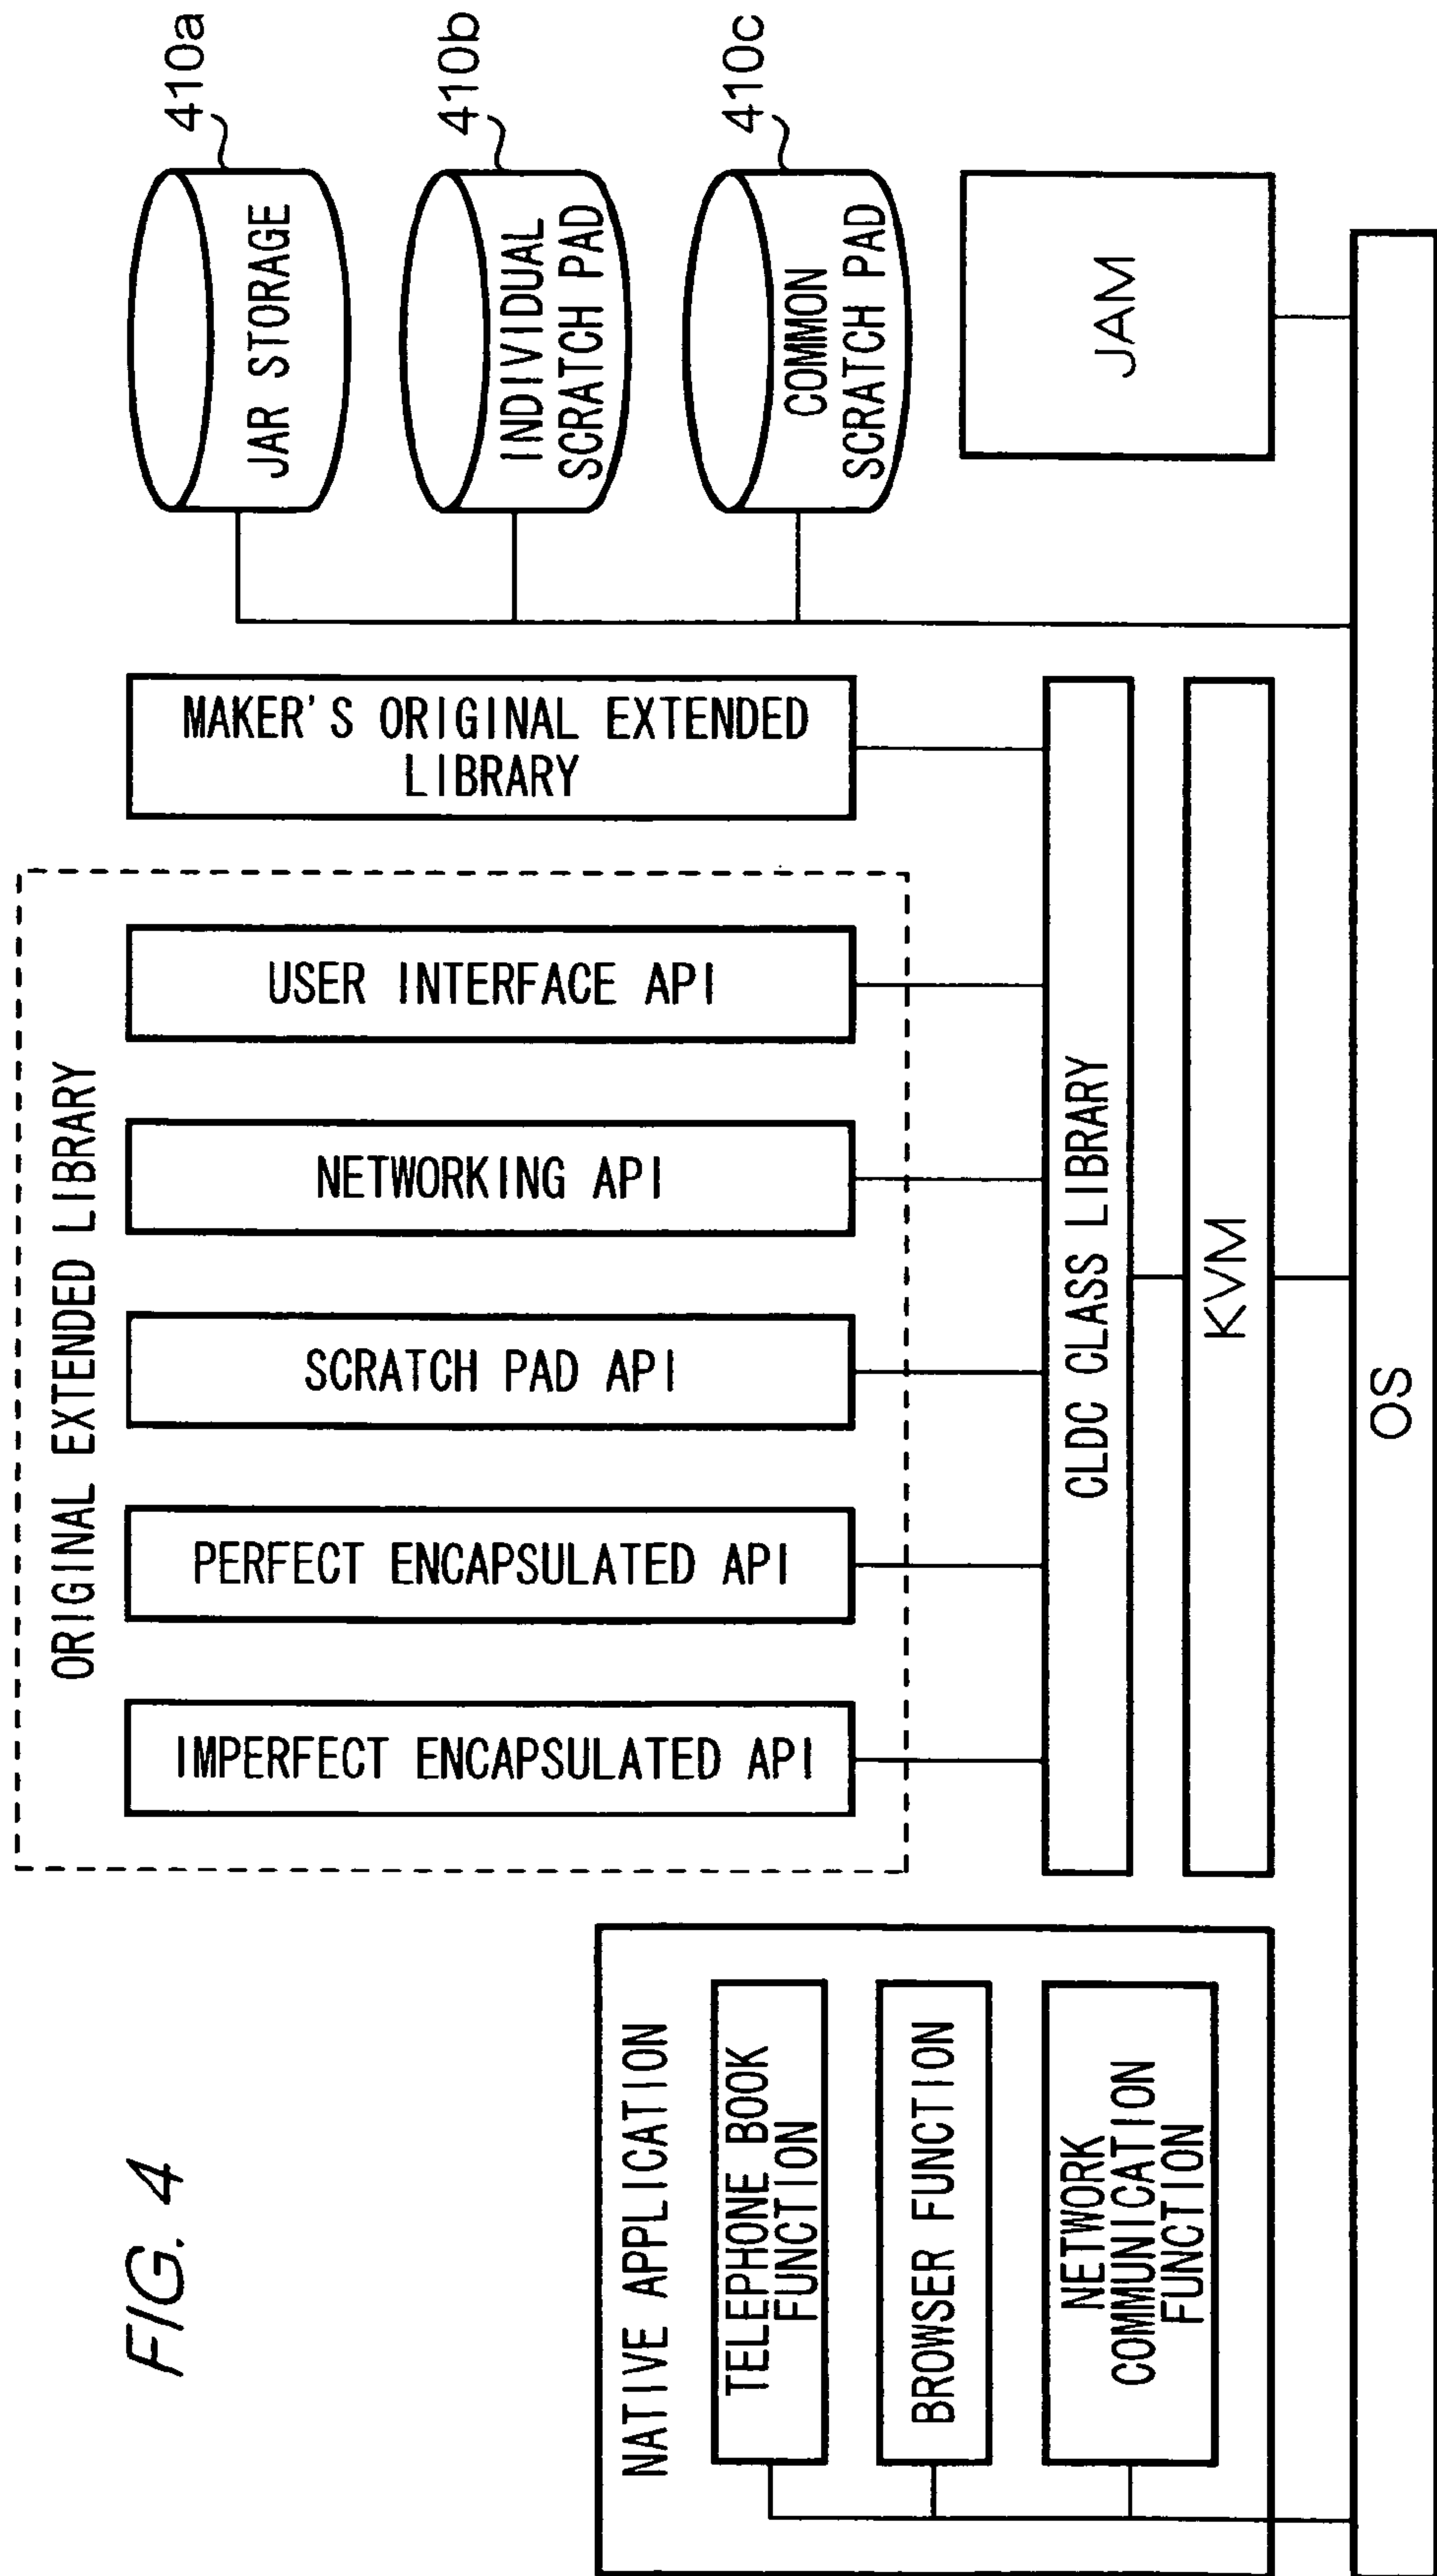 FIG. 4
NATIVE APPLICATION
TELEPHONE BOOK
FUNCTION
BROWSER FUNCTION
NETWORK
COMMUNICATION
FUNCTION
ORIGINAL EXTENDED LIBRARY
IMPERFECT ENCAPSULATED API
PERFECT ENCAPSULATED API
SCRATCH PAD API
NETWORKING API
USER INTERFACE API
MAKER'S ORIGINAL EXTENDED
LIBRARY
CLDC CLASS LIBRARY
KVM
JAR STORAGE
410a
INDIVIDUAL
SCRATCH PAD
410b
COMMON
SCRATCH PAD
410c
JAM
OS